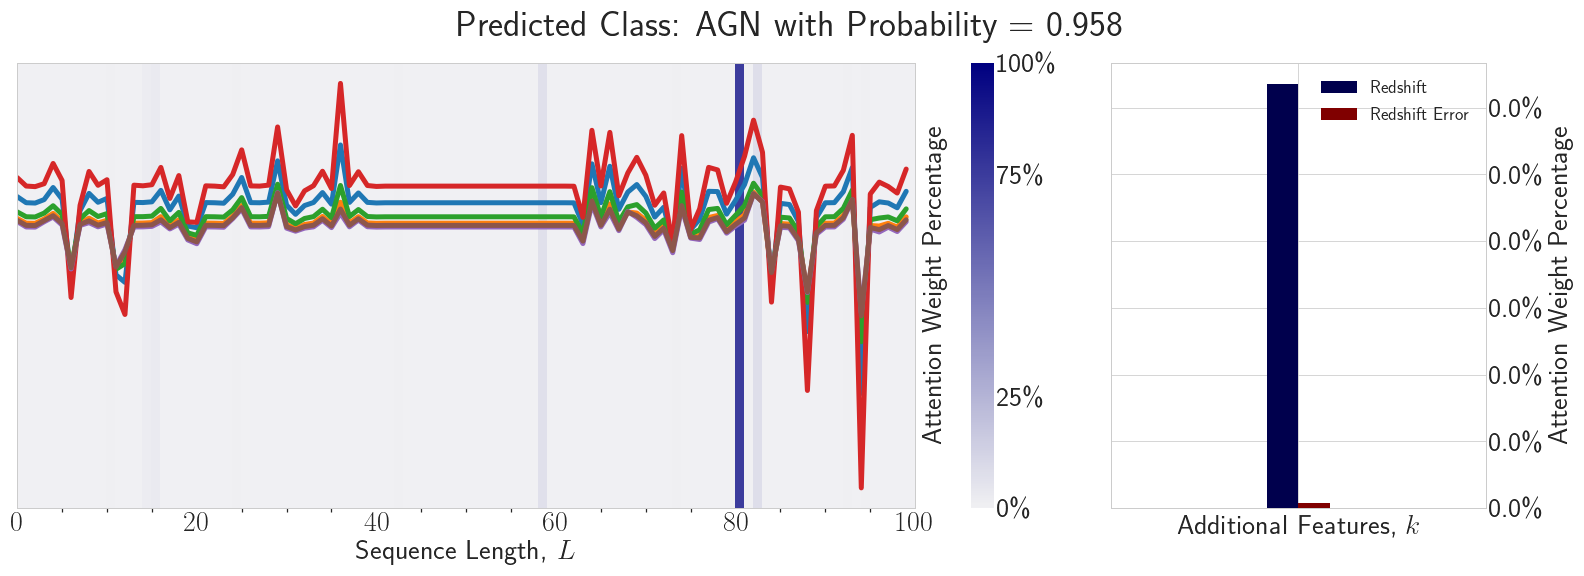 Predicted Class: AGN with Probability = 0.958
0 20 40 60 80 100
Sequence Length, L
Attention Weight Percentage
100%
75%
25%
0%
Redshift
Redshift Error
0.0%
0.0%
0.0%
0.0%
0.0%
0.0%
0.0%
Attention Weight Percentage
Additional Features, k